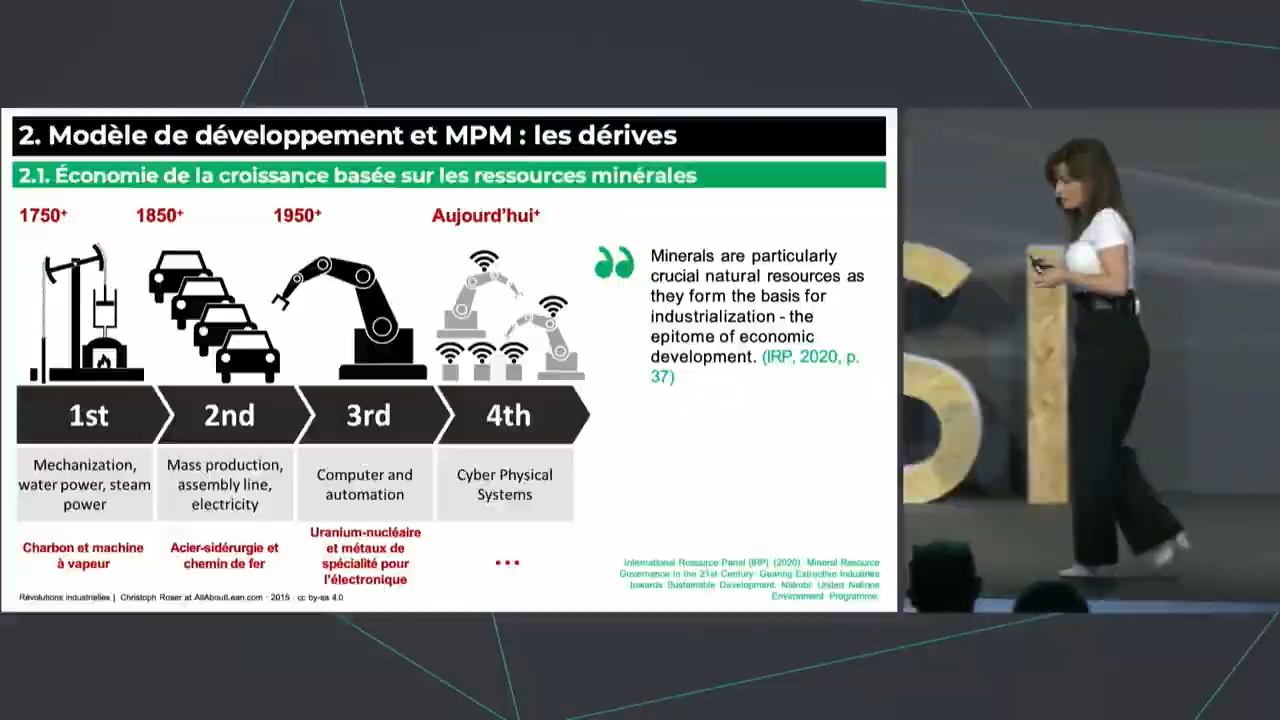 2. Modèle de développement et MPM : les dérives
2.1. Économie de la croissance basée sur les ressources minérales
1750+
1850+
1950+
Aujourd'hui+
Minerals are particularly
crucial natural resources as
they form the basis for
industrialization - the
epitome of economic
development. (IRP, 2020, p.
37)
1st
2nd
3rd
4th
Mechanization,
water power, steam
power
Mass production,
assembly line,
electricity
Computer and
automation
Cyber Physical
Systems
Charbon et machine
à vapeur
Acier-sidérurgie et
chemin de fer
Uranium-nucléaire
et métaux de
spécialité pour
l'électronique
...
International Resource Panel (IRP). (2020). Mineral Resource
Governance in the 21st Century: Gearing Extractive Industries
Towards Sustainable Development. Nairobi: United Nations
Environment Programme.
Révolutions industrielles | Christoph Roser at AllAboutLean.com · 2015 · cc by-sa 4.0
SI